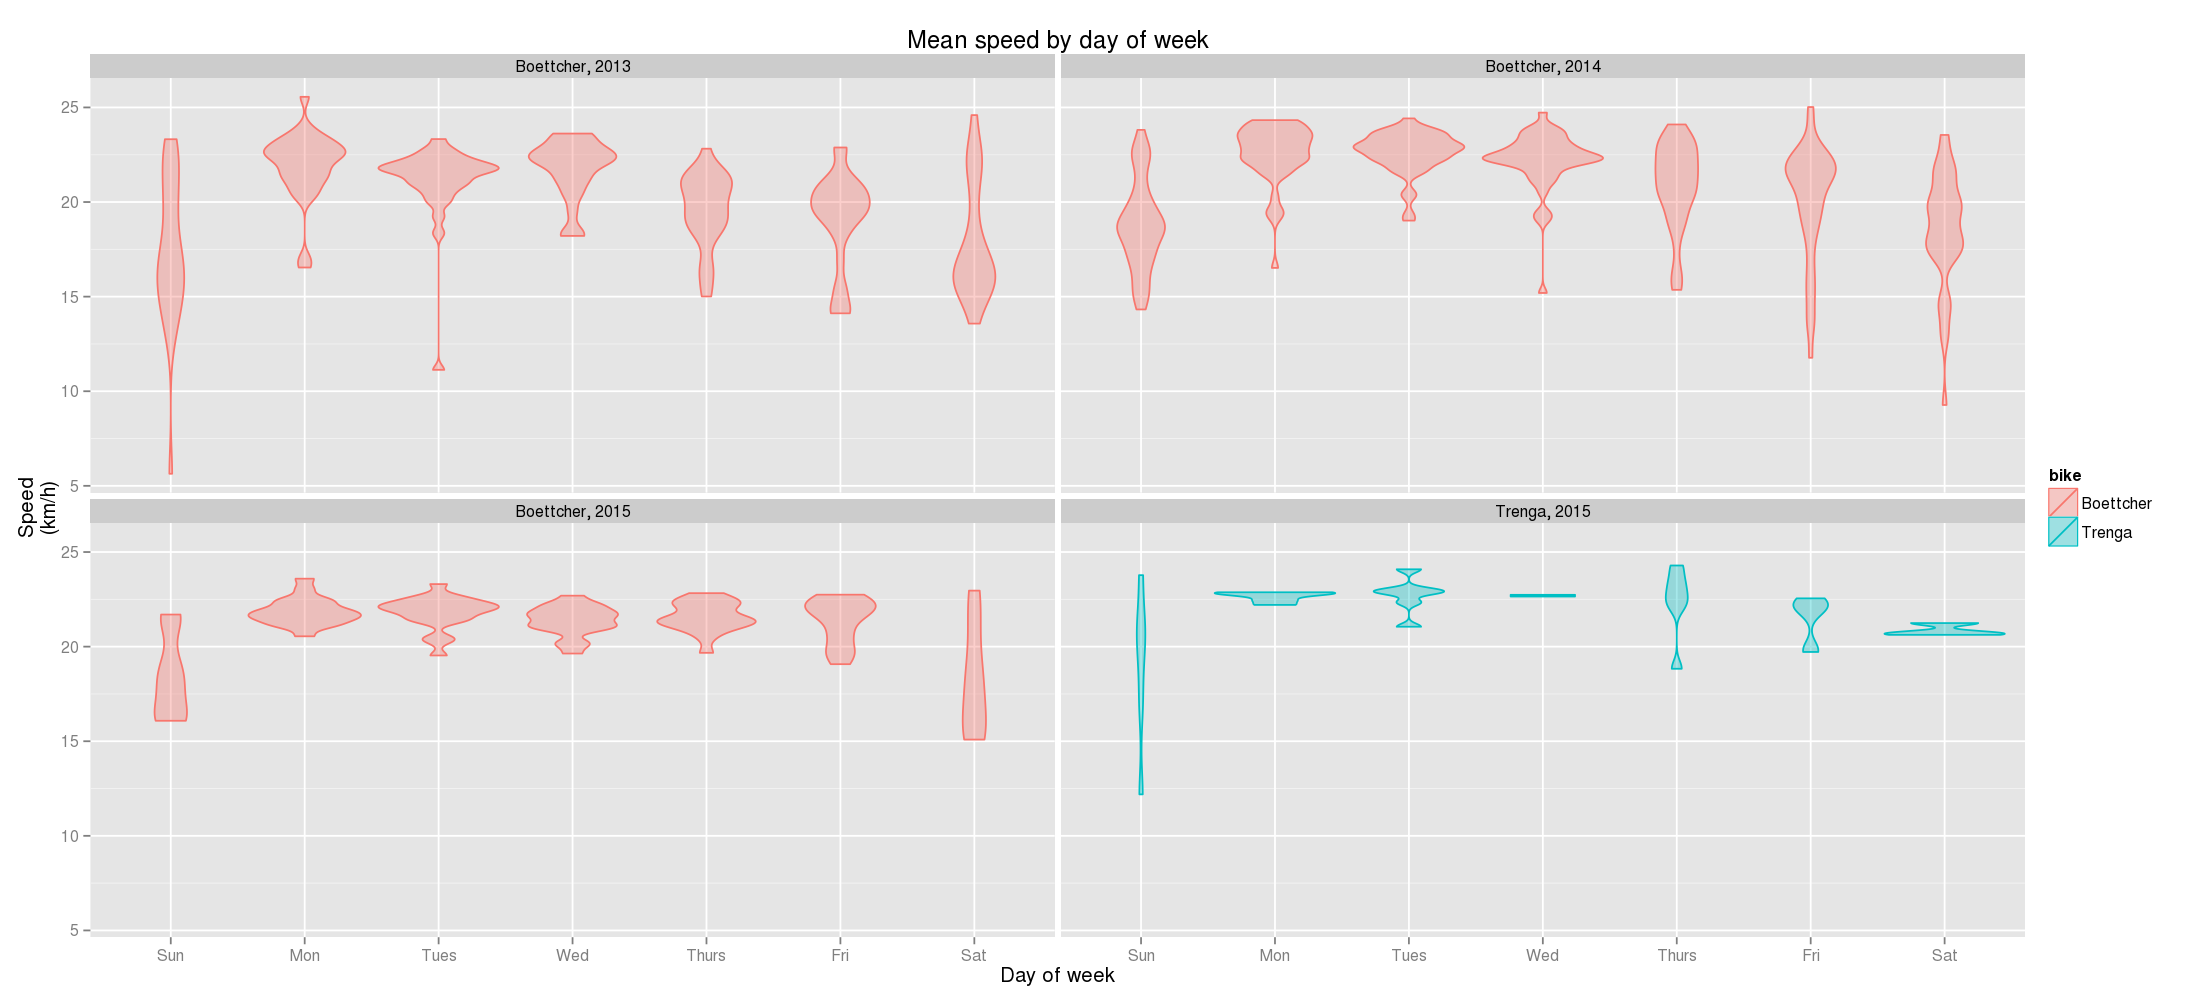 Mean speed by day of week
Boettcher, 2013
Boettcher, 2014
25
20
15
10
5
Boettcher, 2015
Trenga, 2015
25
20
15
10
5
Speed
(km/h)
Sun Mon Tues Wed Thurs Fri Sat
Sun Mon Tues Wed Thurs Fri Sat
Day of week
bike
Boettcher
Trenga